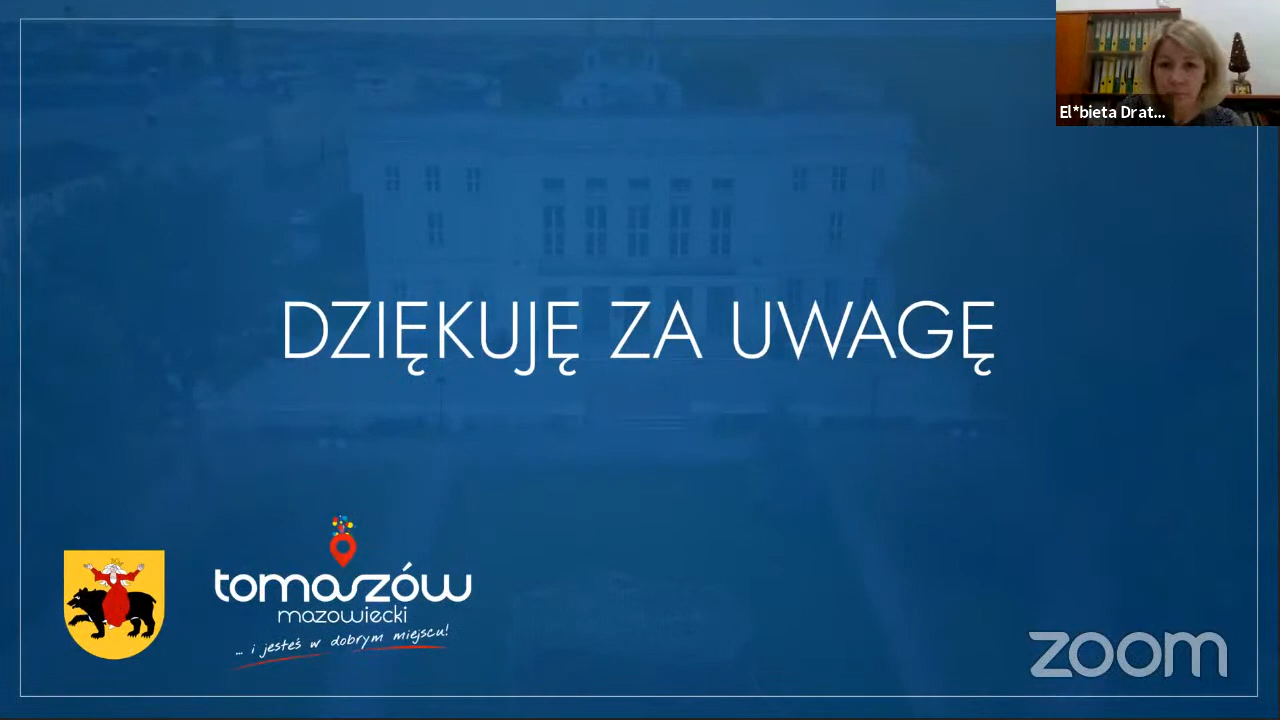 El*bieta Drat...
DZIĘKUJĘ ZA UWAGĘ
tomaszów
mazowiecki
... i jesteś w dobrym miejscu!
zoom